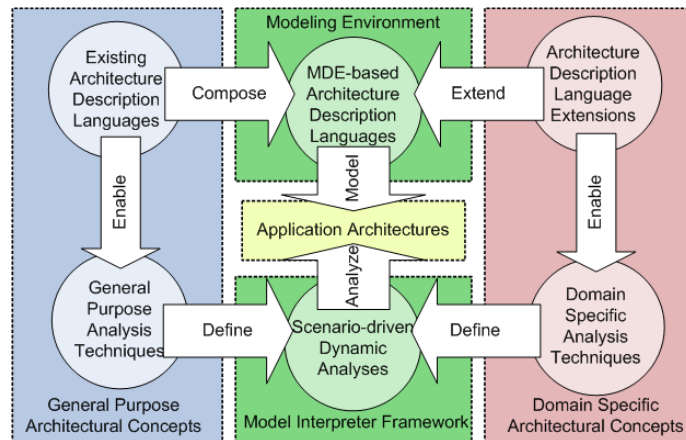 Modeling Environment
Existing
Architecture
Description
Languages
Compose
MDE-based
Architecture
Description
Languages
Extend
Architecture
Description
Language
Extensions
Enable
Model
Enable
Application Architectures
Analyze
General
Purpose
Analysis
Techniques
Define
Scenario-driven
Dynamic
Analyses
Define
Domain
Specific
Analysis
Techniques
General Purpose
Architectural Concepts
Model Interpreter Framework
Domain Specific
Architectural Concepts